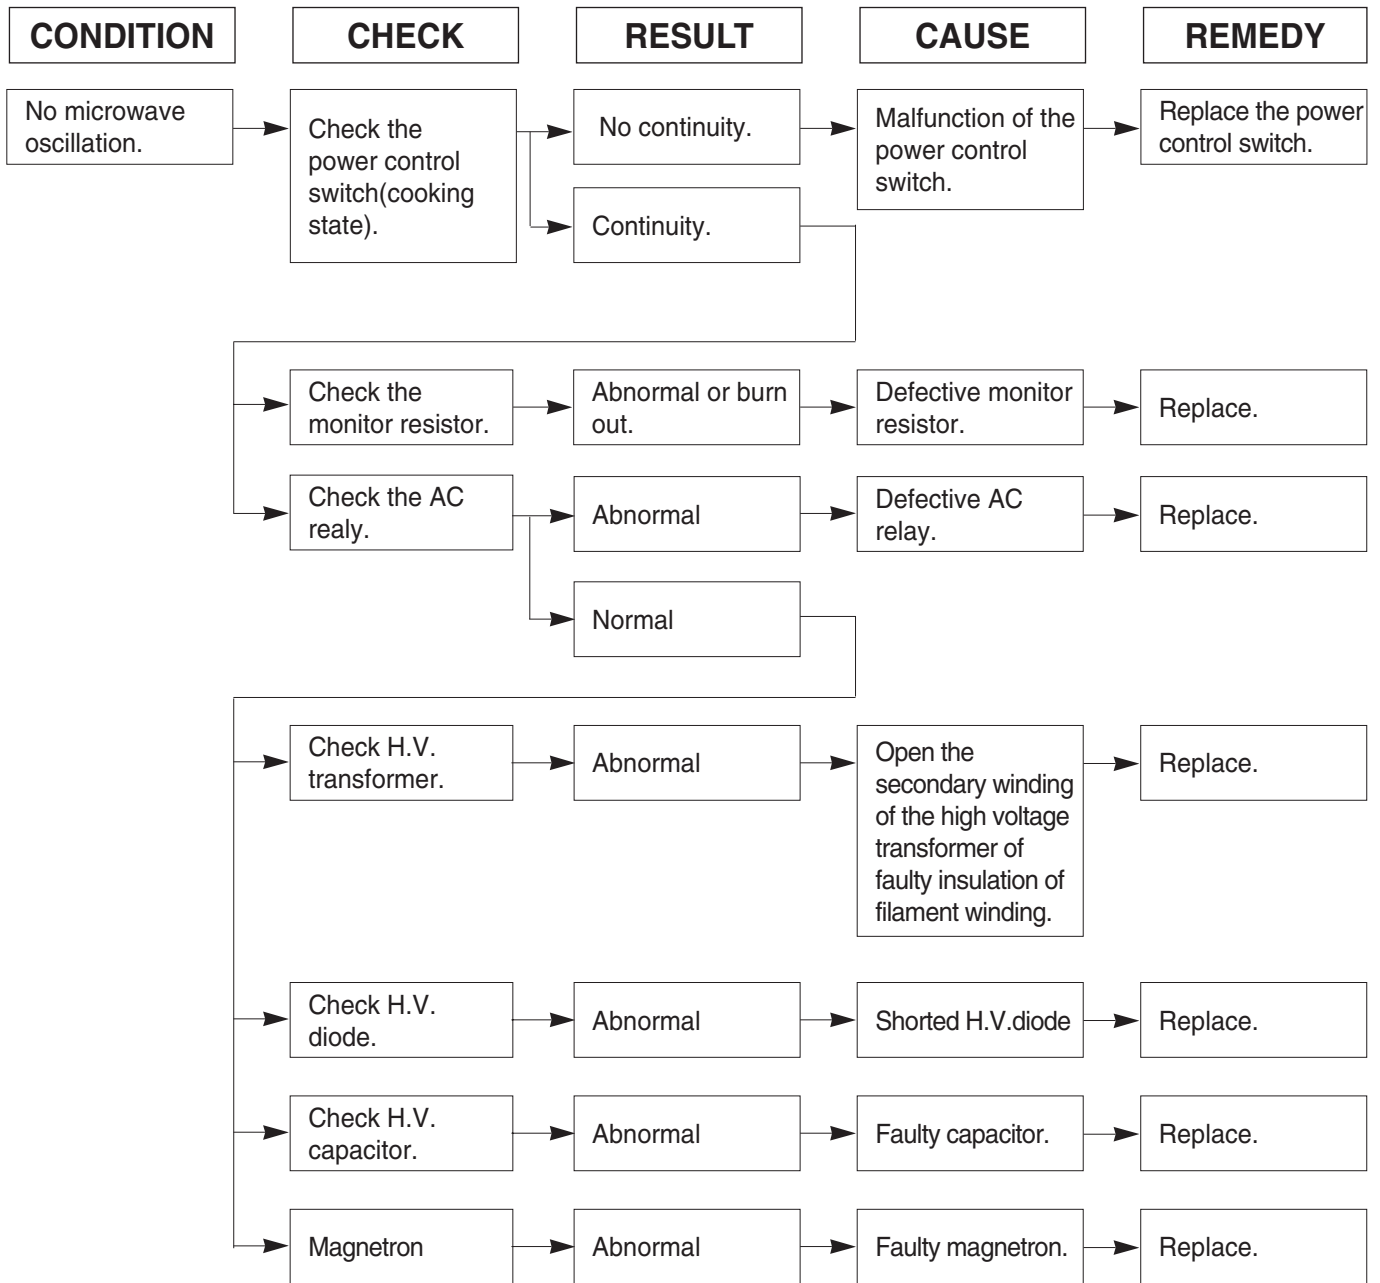 CONDITION
CHECK
RESULT
CAUSE
REMEDY
No microwave
oscillation.
Check the
power control
switch(cooking
state).
No continuity.
Malfunction of the
power control
switch.
Replace the power
control switch.
Continuity.
Check the
monitor resistor.
Abnormal or burn
out.
Defective monitor
resistor.
Replace.
Check the AC
realy.
Abnormal
Defective AC
relay.
Replace.
Normal
Check H.V.
transformer.
Abnormal
Open the
secondary winding
of the high voltage
transformer of
faulty insulation of
filament winding.
Replace.
Check H.V.
diode.
Abnormal
Shorted H.V.diode
Replace.
Check H.V.
capacitor.
Abnormal
Faulty capacitor.
Replace.
Magnetron
Abnormal
Faulty magnetron.
Replace.